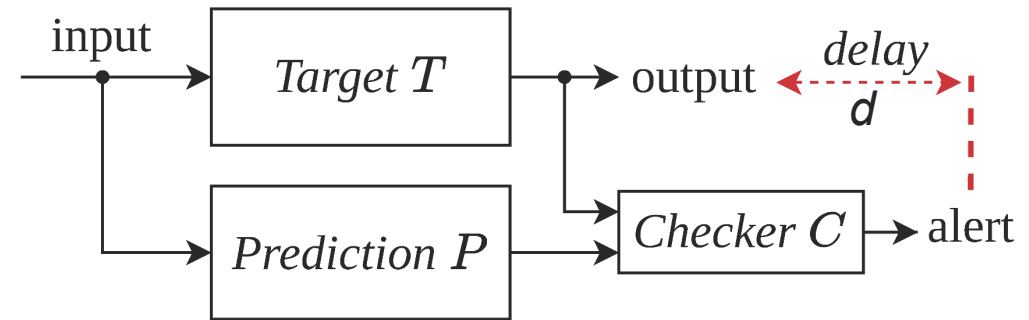 input
Target T
output
delay
d
Prediction P
Checker C
alert